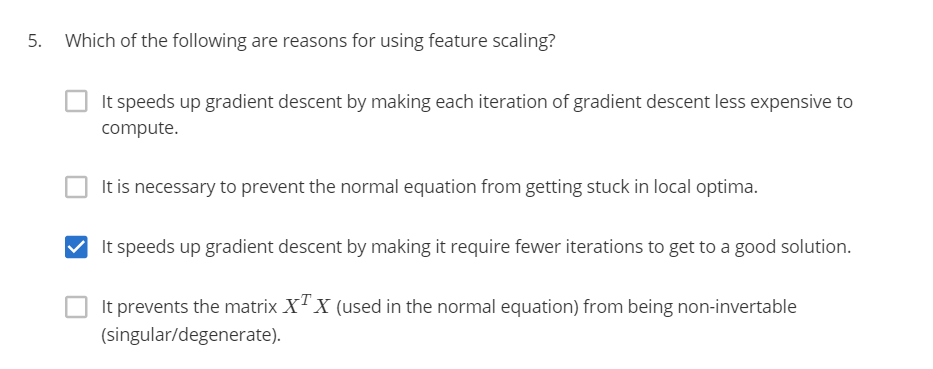 5. Which of the following are reasons for using feature scaling?
It speeds up gradient descent by making each iteration of gradient descent less expensive to
compute.
It is necessary to prevent the normal equation from getting stuck in local optima.
It speeds up gradient descent by making it require fewer iterations to get to a good solution.
It prevents the matrix X^T X (used in the normal equation) from being non-invertable
(singular/degenerate).